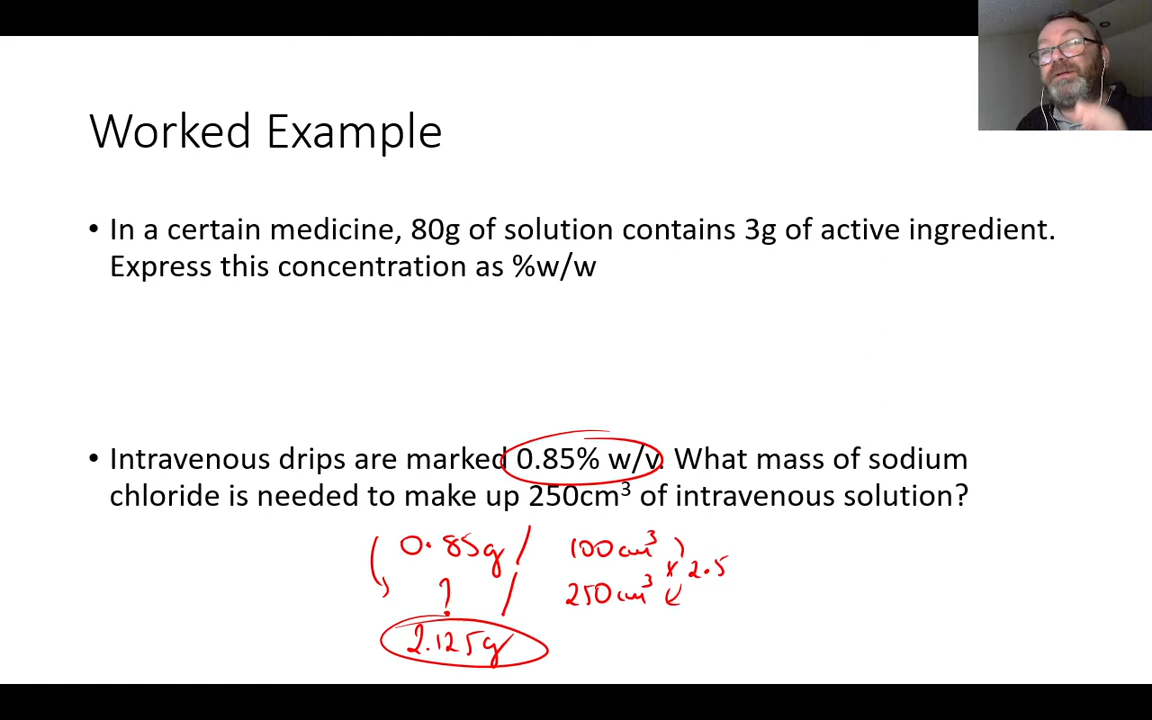 Worked Example
• In a certain medicine, 80g of solution contains 3g of active ingredient.
Express this concentration as %w/w
• Intravenous drips are marked 0.85% w/v. What mass of sodium
chloride is needed to make up 250cm³ of intravenous solution?
0.85g / 100cm³
× 2.5
? / 250cm³
2.125g